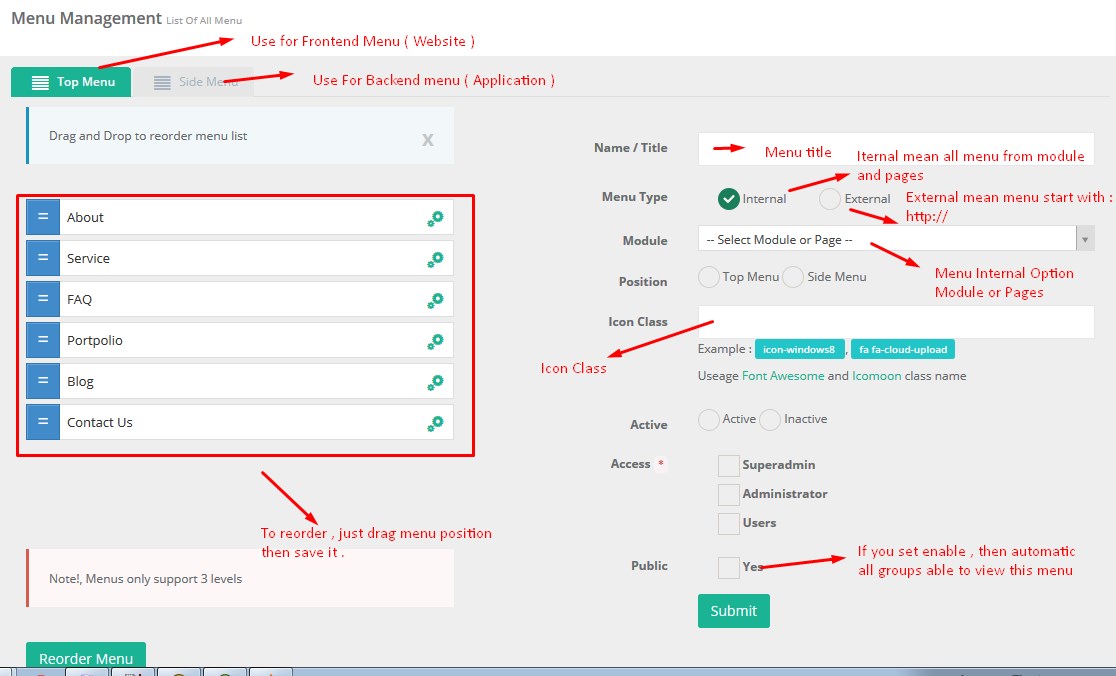 Menu Management List Of All Menu
Use for Frontend Menu ( Website )
Top Menu
Side Menu
Use For Backend menu ( Application )
Drag and Drop to reorder menu list
x
About
Service
FAQ
Portpolio
Blog
Contact Us
To reorder , just drag menu position
then save it .
Note!, Menus only support 3 levels
Reorder Menu
Name / Title
Menu title
Iternal mean all menu from module
and pages
Menu Type
Internal
External
External mean menu start with :
http://
Module
-- Select Module or Page --
Menu Internal Option
Module or Pages
Position
Top Menu
Side Menu
Icon Class
Icon Class
Example : icon-windows8 , fa fa-cloud-upload
Useage Font Awesome and Icomoon class name
Active
Active
Inactive
Access *
Superadmin
Administrator
Users
Public
Yes
If you set enable , then automatic
all groups able to view this menu
Submit